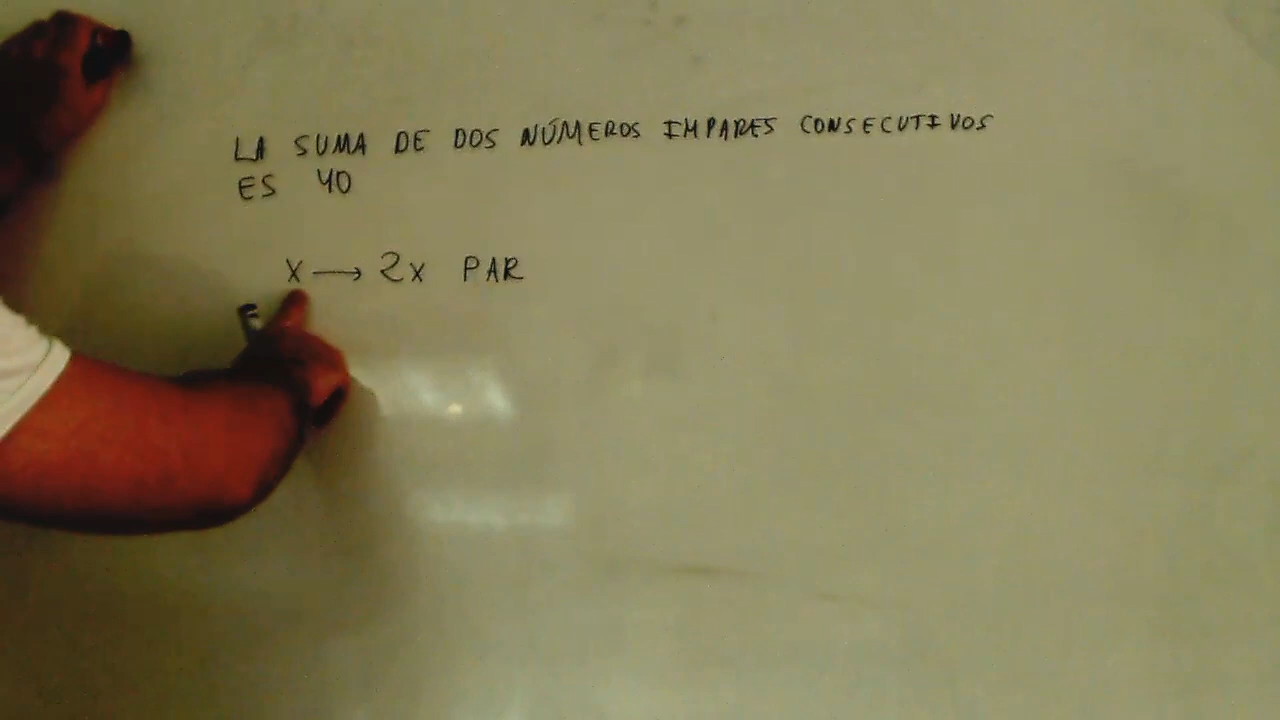 LA SUMA DE DOS NÚMEROS IMPARES CONSECUTIVOS
ES 40
x → 2x PAR